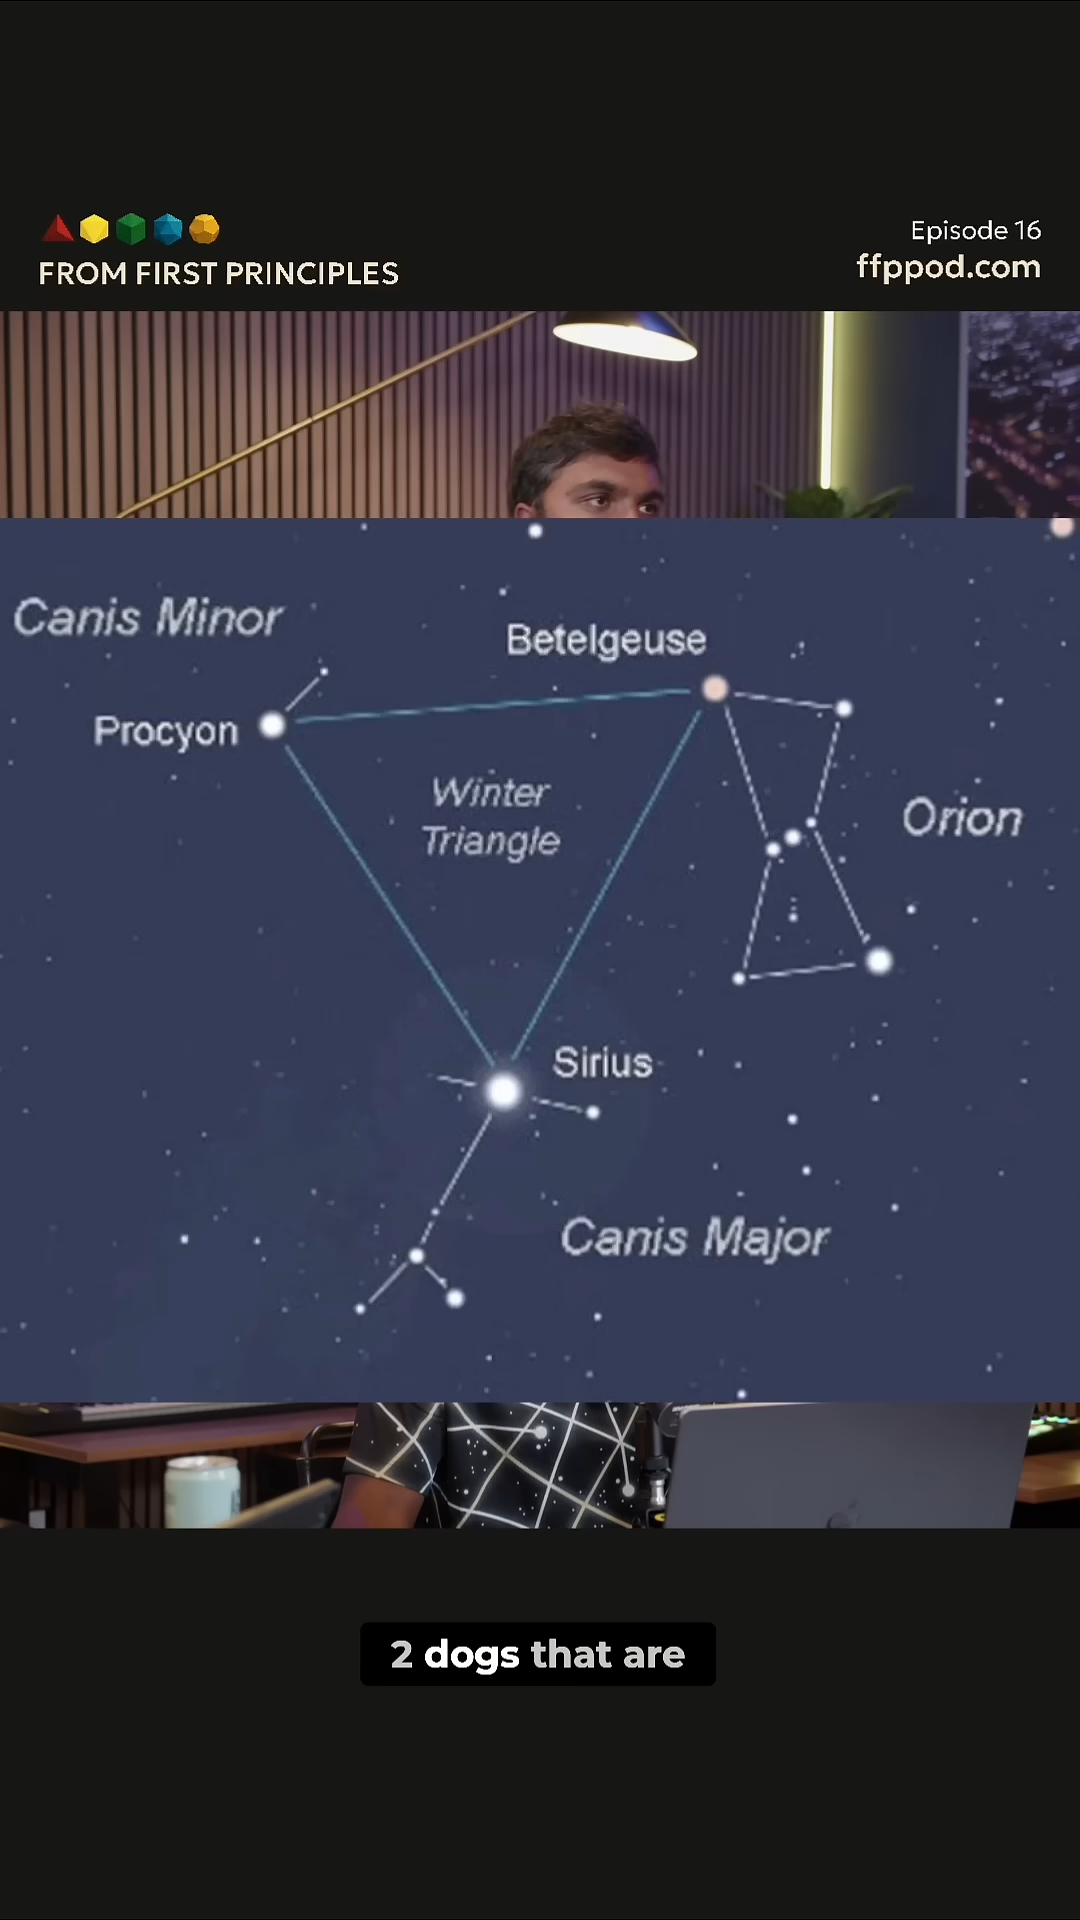 Episode 16
FROM FIRST PRINCIPLES
ffppod.com
Canis Minor
Betelgeuse
Procyon
Winter
Triangle
Orion
Sirius
Canis Major
2 dogs that are